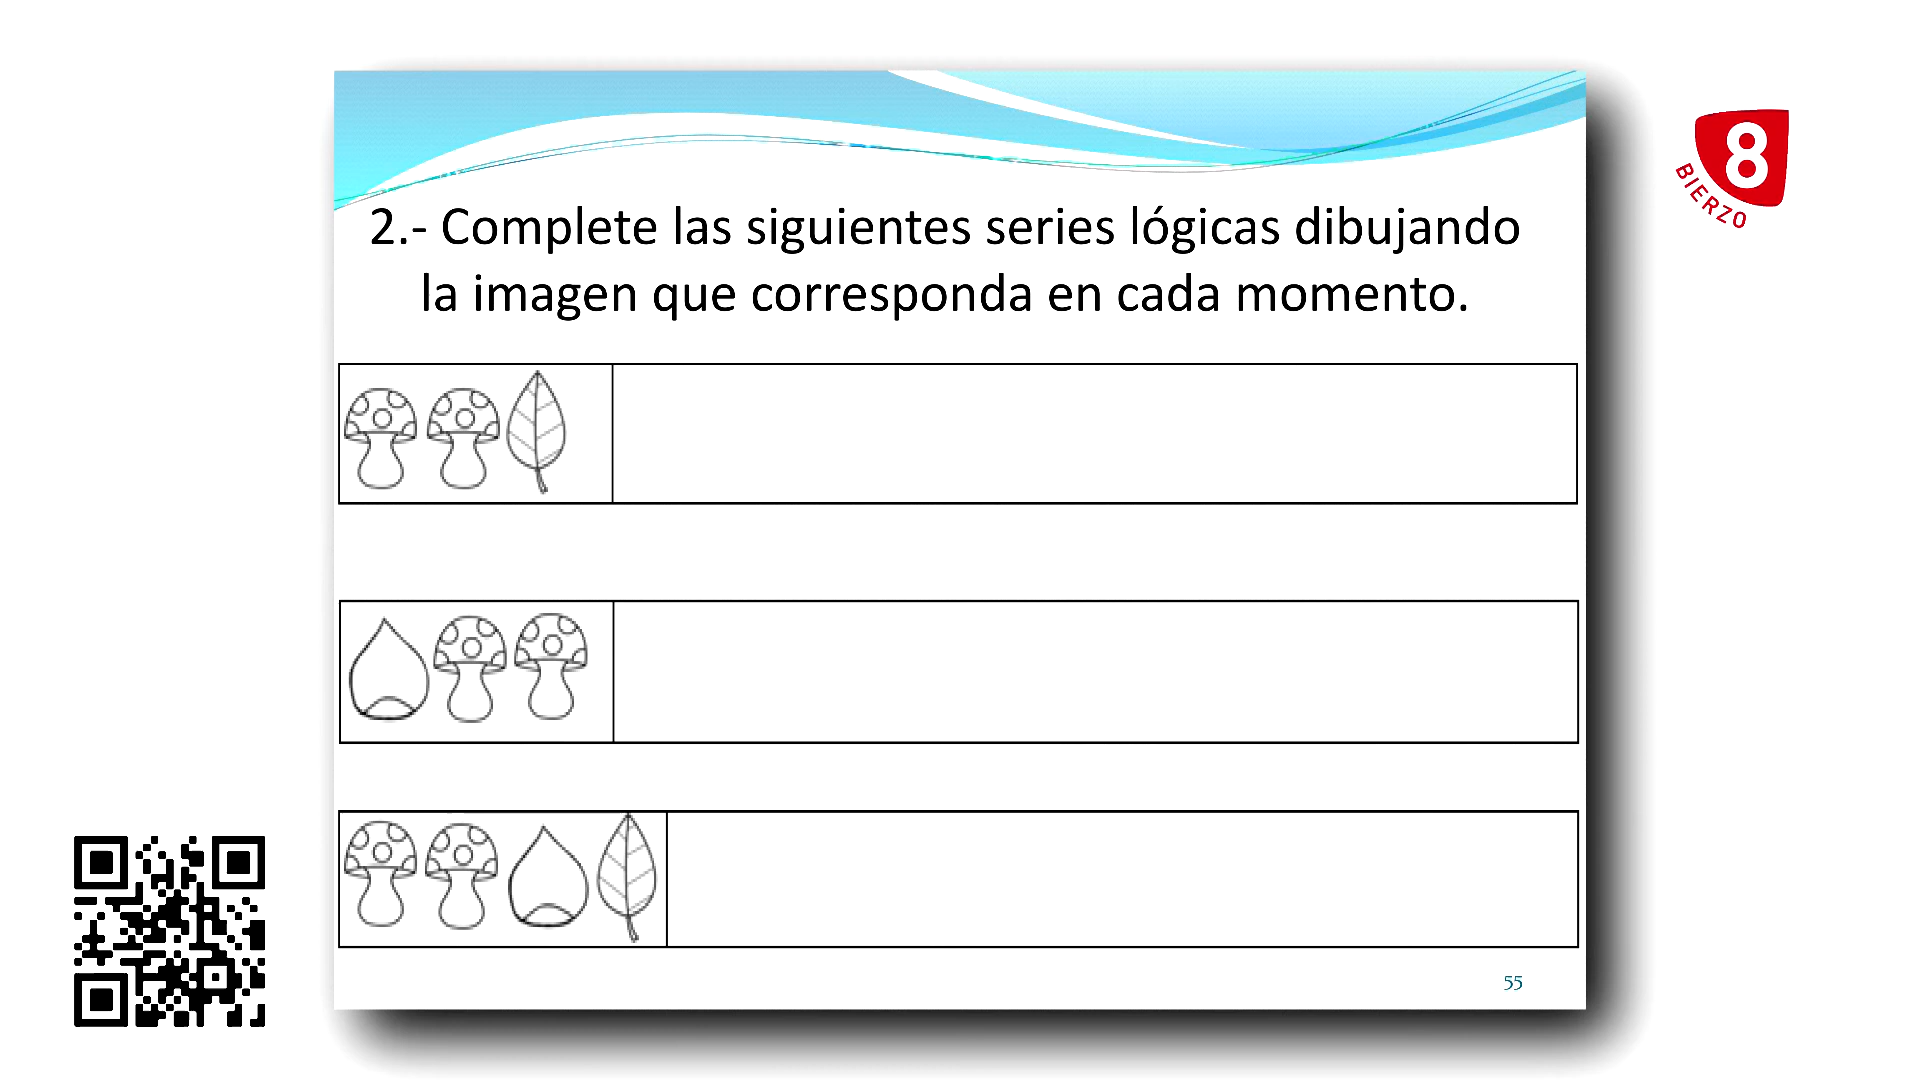 8
BIERZO
2.- Complete las siguientes series lógicas dibujando
la imagen que corresponda en cada momento.
55